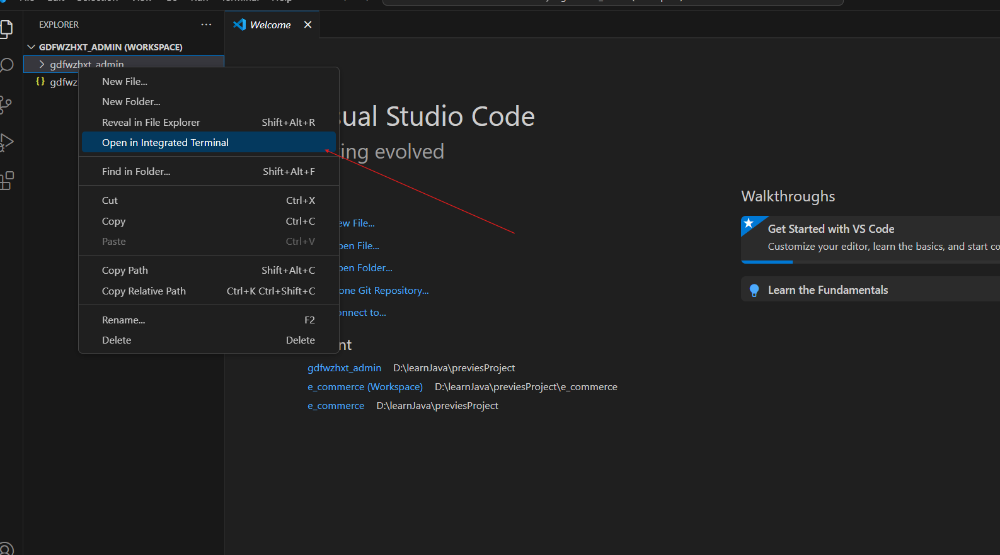 EXPLORER
GDFWZHXT_ADMIN (WORKSPACE)
gdfwzhxt_admin
gdfwz
Welcome
New File...
New Folder...
Reveal in File Explorer Shift+Alt+R
Open in Integrated Terminal
Find in Folder... Shift+Alt+F
Cut Ctrl+X
Copy Ctrl+C
Paste Ctrl+V
Copy Path Shift+Alt+C
Copy Relative Path Ctrl+K Ctrl+Shift+C
Rename... F2
Delete Delete
sual Studio Code
ing evolved
ew File...
pen File...
pen Folder...
one Git Repository...
onnect to...
nt
gdfwzhxt_admin D:\learnJava\previesProject
e_commerce (Workspace) D:\learnJava\previesProject\e_commerce
e_commerce D:\learnJava\previesProject
Walkthroughs
Get Started with VS Code
Customize your editor, learn the basics, and start co
Learn the Fundamentals